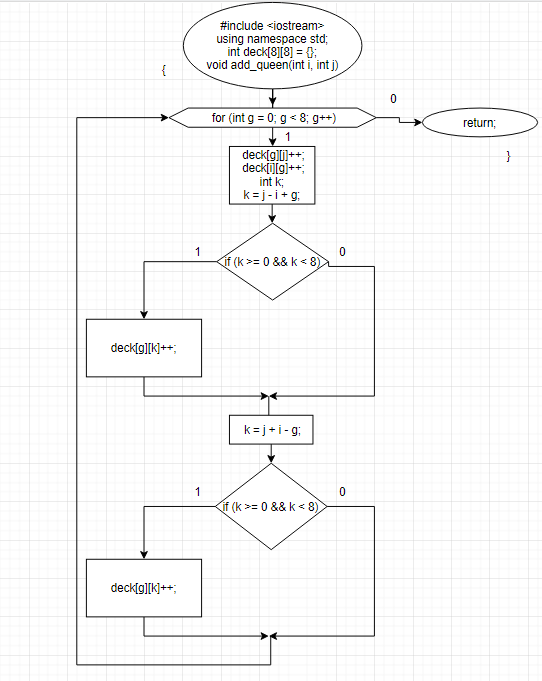 #include <iostream>
using namespace std;
int deck[8][8] = {};
void add_queen(int i, int j)
{
0
for (int g = 0; g < 8; g++)
return;
1
}
deck[g][j]++;
deck[i][g]++;
int k;
k = j - i + g;
1
0
if (k >= 0 && k < 8)
deck[g][k]++;
k = j + i - g;
1
0
if (k >= 0 && k < 8)
deck[g][k]++;